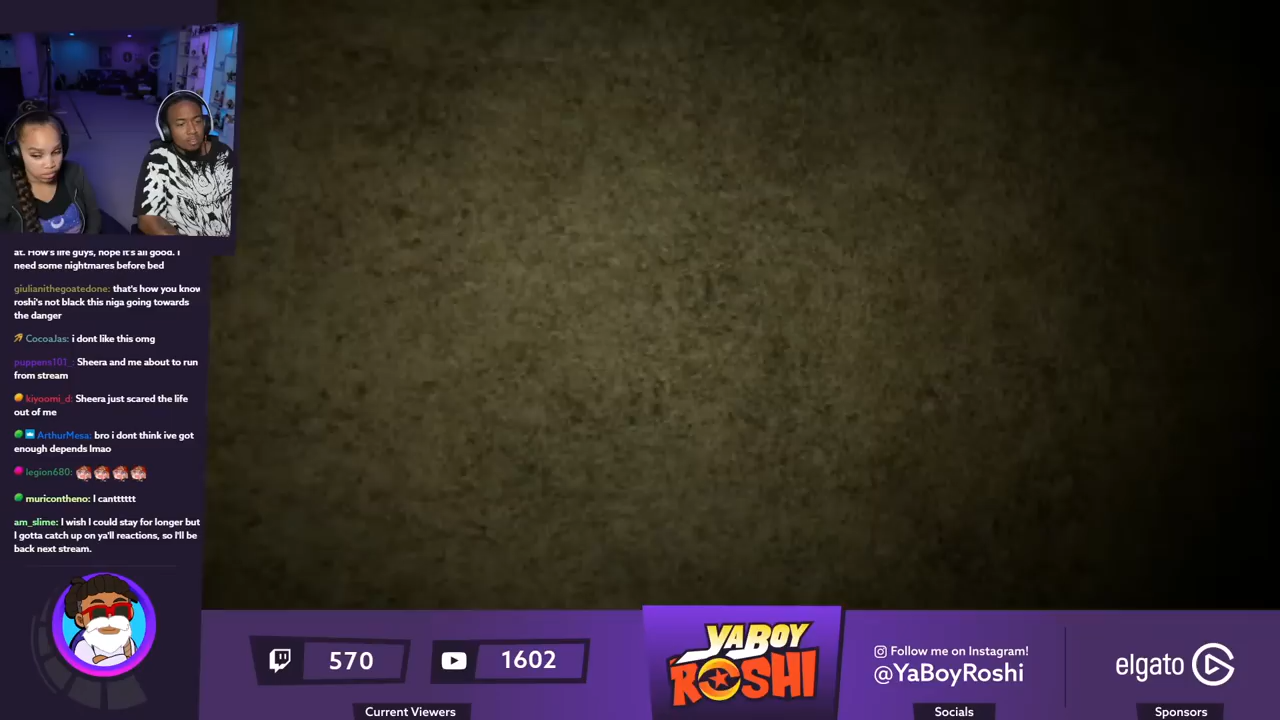 at. How's life guys, hope it's all good. I
need some nightmares before bed
giulianithegoatedone: that's how you know
roshi's not black this niga going towards
the danger
CocoaJas: i dont like this omg
puppens101_: Sheera and me about to run
from stream
kiyoomi_d: Sheera just scared the life
out of me
ArthurMesa: bro i dont think ive got
enough depends lmao
legion680:
muricontheno: I cantttttt
am_slime: I wish I could stay for longer but
I gotta catch up on ya'll reactions, so I'll be
back next stream.
570
1602
Current Viewers
YABOY
ROSHI
Follow me on Instagram!
@YaBoyRoshi
Socials
elgato
Sponsors